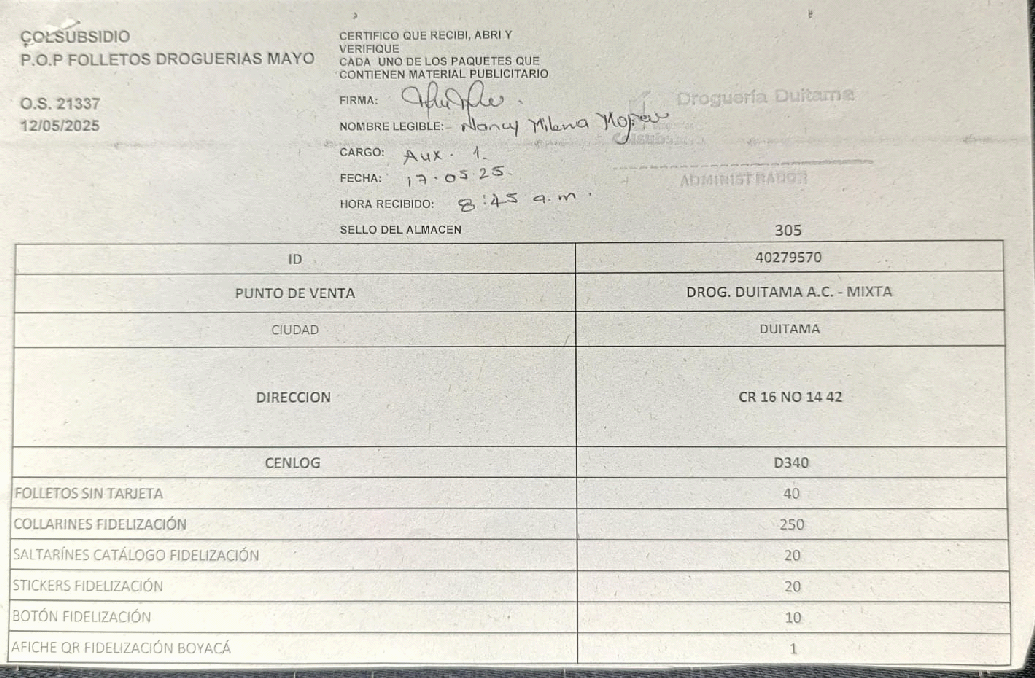 COLSUBSIDIO
P.O.P FOLLETOS DROGUERIAS MAYO
O.S. 21337
12/05/2025
CERTIFICO QUE RECIBI, ABRI Y
VERIFIQUE
CADA UNO DE LOS PAQUETES QUE
CONTIENEN MATERIAL PUBLICITARIO
FIRMA:
NOMBRE LEGIBLE: Nancy Milena
CARGO: Aux. 1.
FECHA: 17.05 25.
HORA RECIBIDO: 8:45 a.m.
SELLO DEL ALMACEN
Droguería Duitama
Colsubsidio
ADMINISTRADOR
305
ID 40279570
PUNTO DE VENTA DROG. DUITAMA A.C. - MIXTA
CIUDAD DUITAMA
DIRECCION CR 16 NO 14 42
CENLOG D340
FOLLETOS SIN TARJETA 40
COLLARINES FIDELIZACIÓN 250
SALTARÍNES CATÁLOGO FIDELIZACIÓN 20
STICKERS FIDELIZACIÓN 20
BOTÓN FIDELIZACIÓN 10
AFICHE QR FIDELIZACIÓN BOYACÁ 1